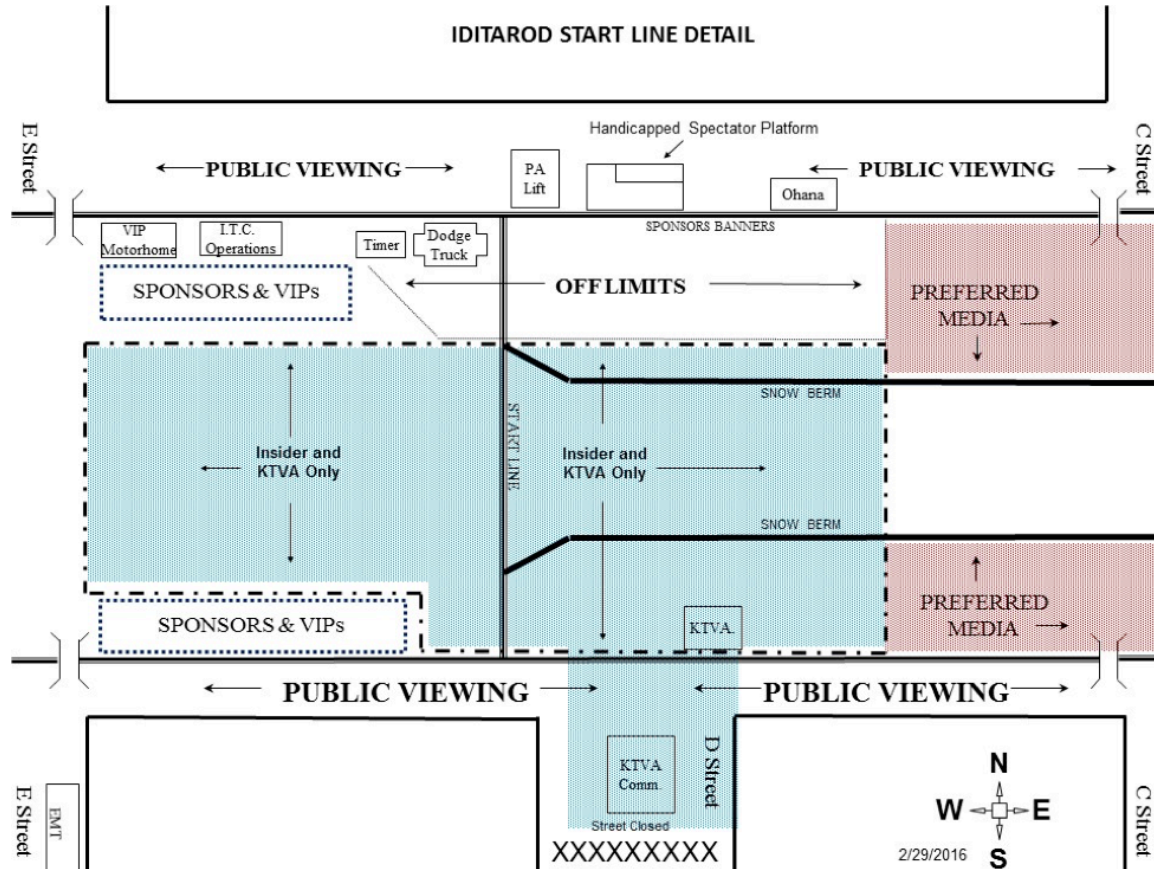 IDITAROD START LINE DETAIL
E Street
PUBLIC VIEWING
PA
Lift
Handicapped Spectator Platform
Ohana
PUBLIC VIEWING
C Street
VIP
Motorhome
I.T.C.
Operations
Timer
Dodge
Truck
SPONSORS BANNERS
SPONSORS & VIPs
OFF LIMITS
PREFERRED
MEDIA
SNOW BERM
START LINE
Insider and
KTVA Only
Insider and
KTVA Only
SNOW BERM
SPONSORS & VIPs
KTVA.
PREFERRED
MEDIA
PUBLIC VIEWING
PUBLIC VIEWING
E Street
EMT
KTVA
Comm.
D Street
Street Closed
XXXXXXXXX
N
W E
S
2/29/2016
C Street